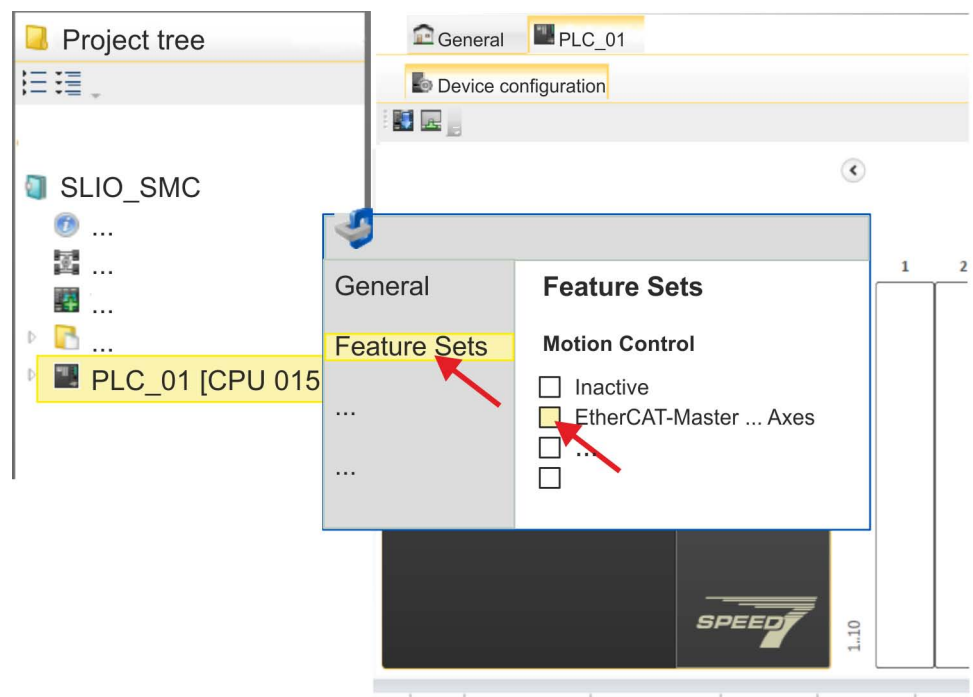 Project tree
SLIO_SMC
...
...
...
...
PLC_01 [CPU 015
General
PLC_01
Device configuration
General
Feature Sets
...
...
Feature Sets
Motion Control
Inactive
EtherCAT-Master ... Axes
...
1
2
SPEED7
1..10